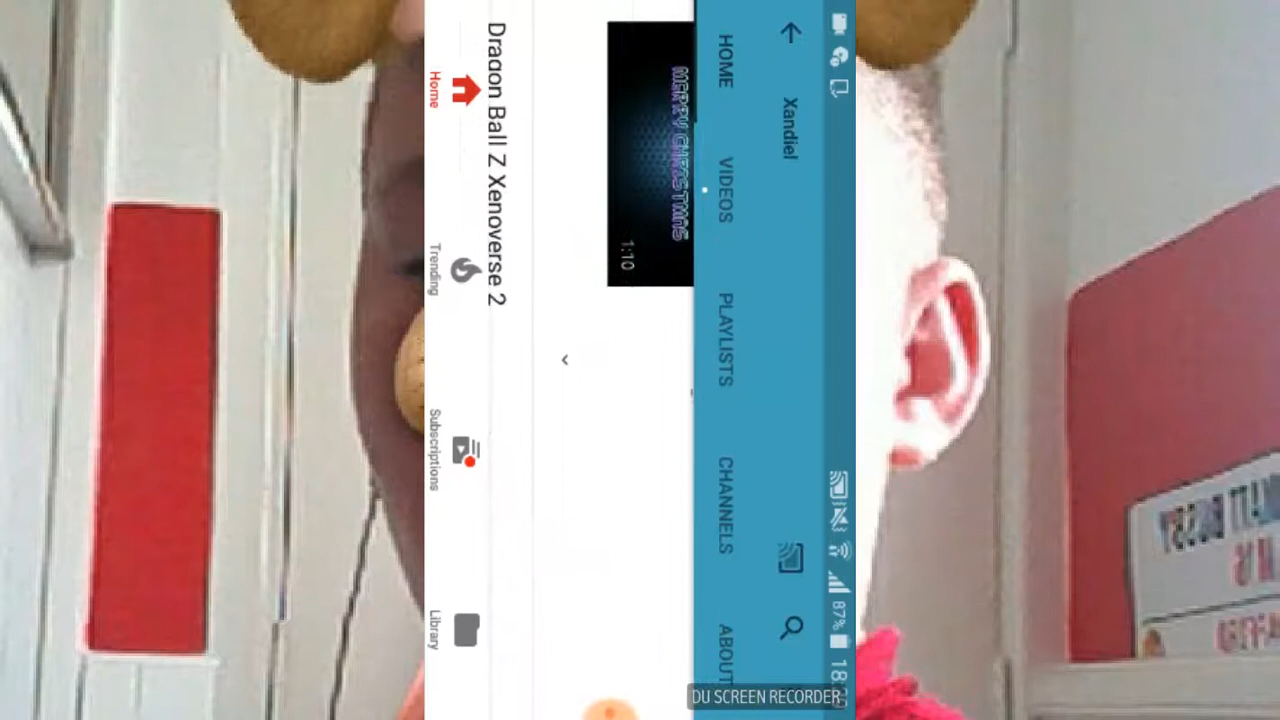 87%
Xandiel
HOME VIDEOS PLAYLISTS CHANNELS ABOUT
MERRY CHRISTMAS
1:10
Dragon Ball Z Xenoverse 2
Home Trending Subscriptions Library
DU SCREEN RECORDER